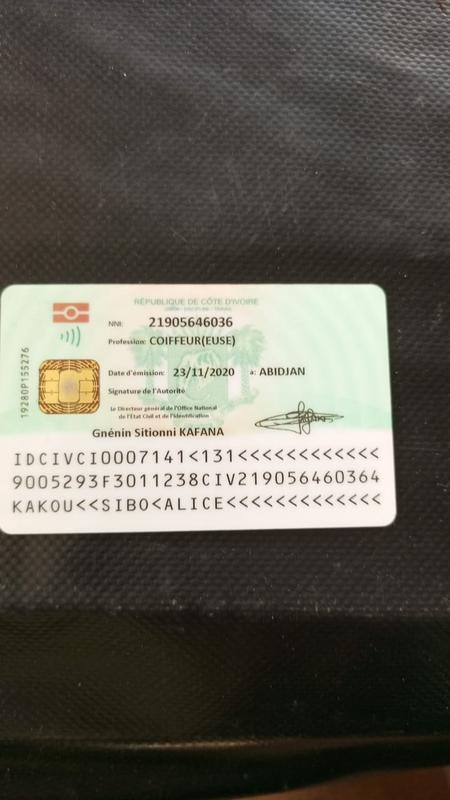 RÉPUBLIQUE DE CÔTE D'IVOIRE
NNI: 21905646036
Profession: COIFFEUR(EUSE)
Date d'émission: 23/11/2020 à: ABIDJAN
Signature de l'Autorité
Le Directeur général de l'Office National
de l'État Civil et de l'Identification
Gnénin Sitionni KAFANA
19280P155276
IDCIVCI0007141<131<<<<<<<<<<<<
9005293F3011238CIV219056460364
KAKOU<<SIBO<ALICE<<<<<<<<<<<<<